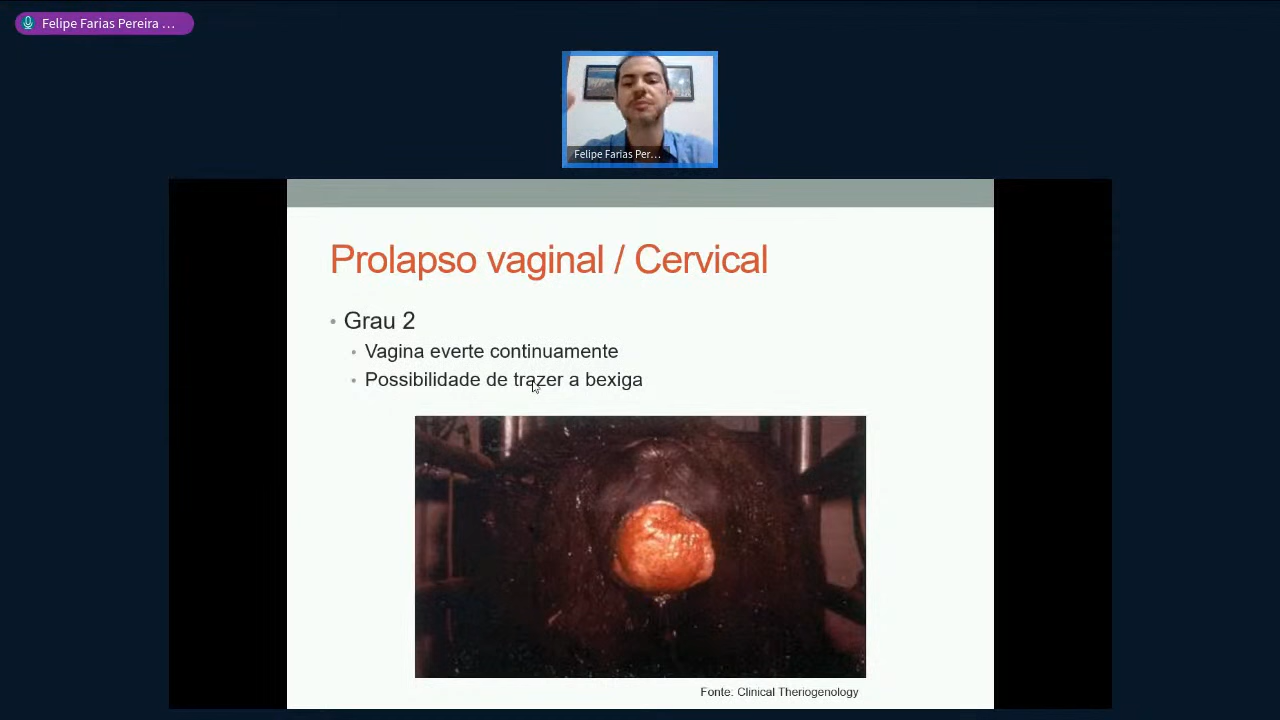 Felipe Farias Pereira ...
Felipe Farias Per...
Prolapso vaginal / Cervical
• Grau 2
• Vagina everte continuamente
• Possibilidade de trazer a bexiga
Fonte: Clinical Theriogenology